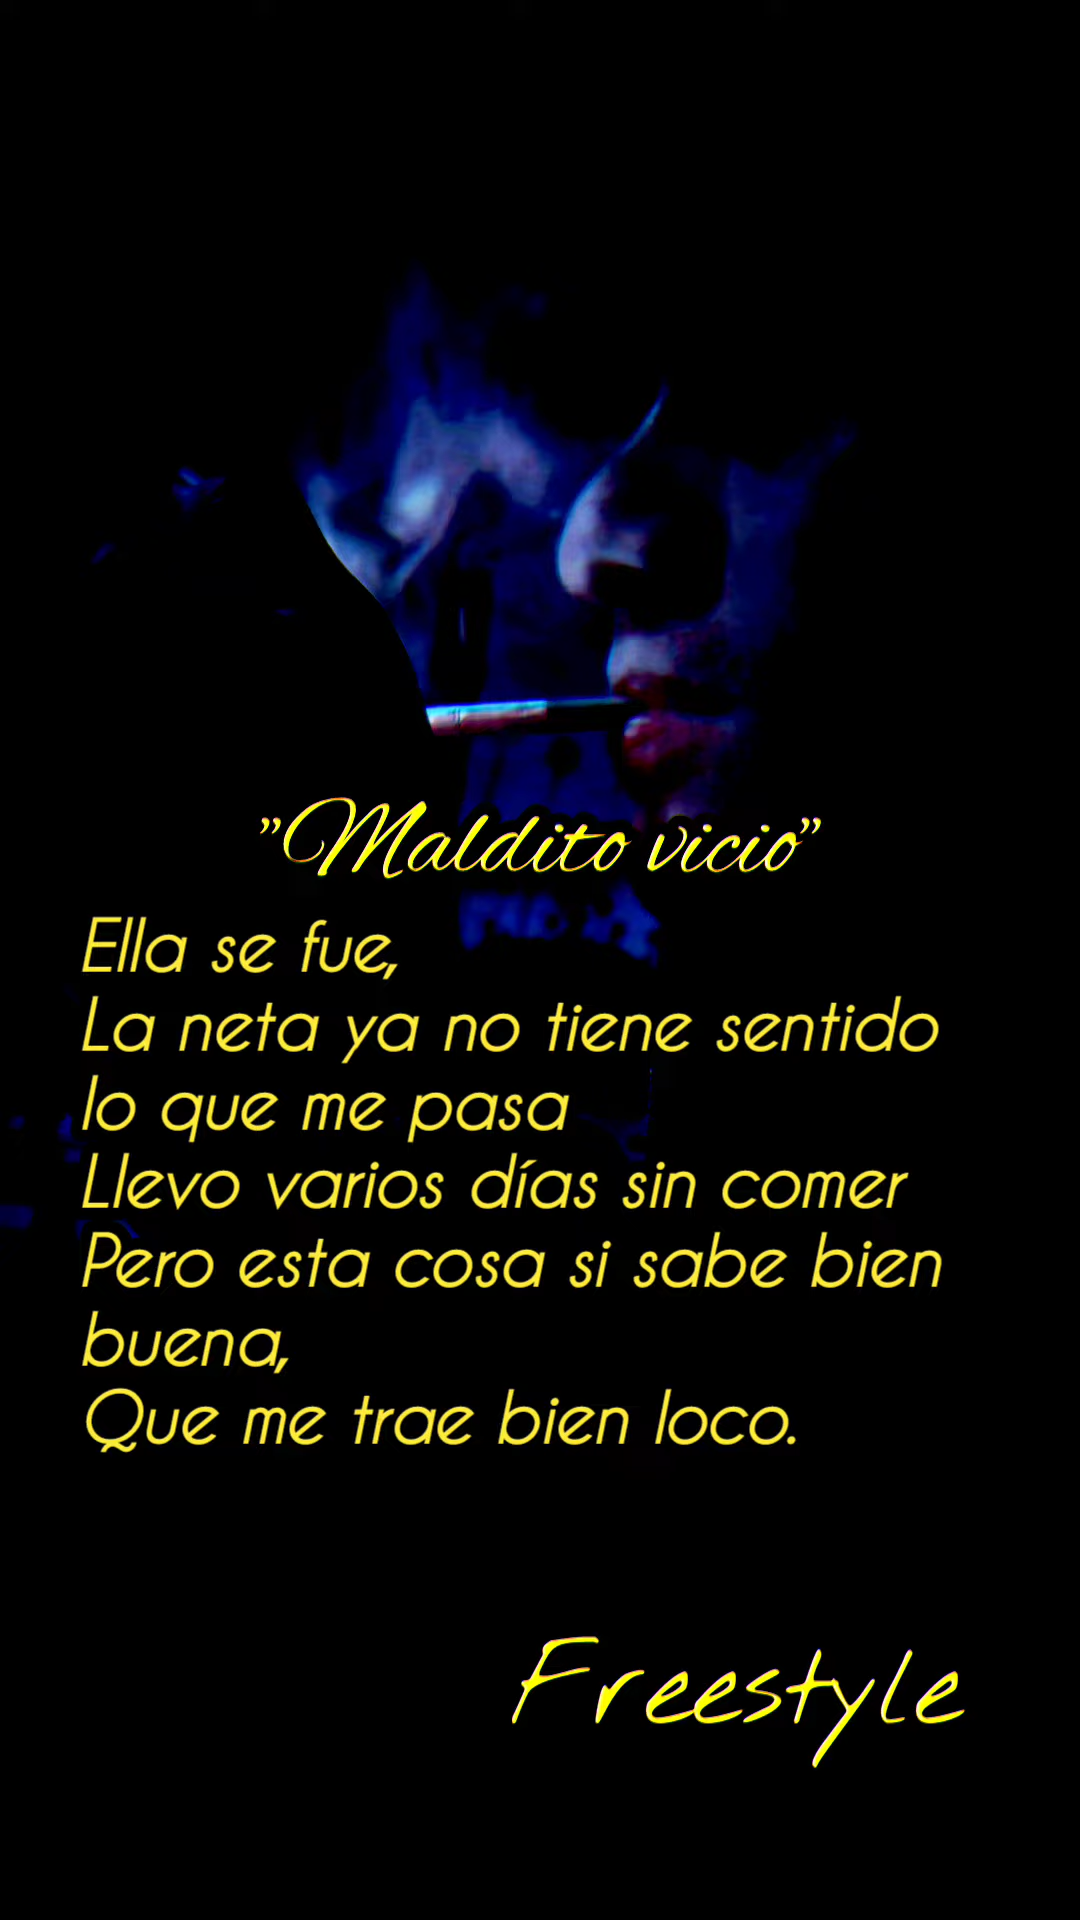 "Maldito vicio"
Ella se fue,
La neta ya no tiene sentido
lo que me pasa
Llevo varios días sin comer
Pero esta cosa si sabe bien
buena,
Que me trae bien loco.
Freestyle